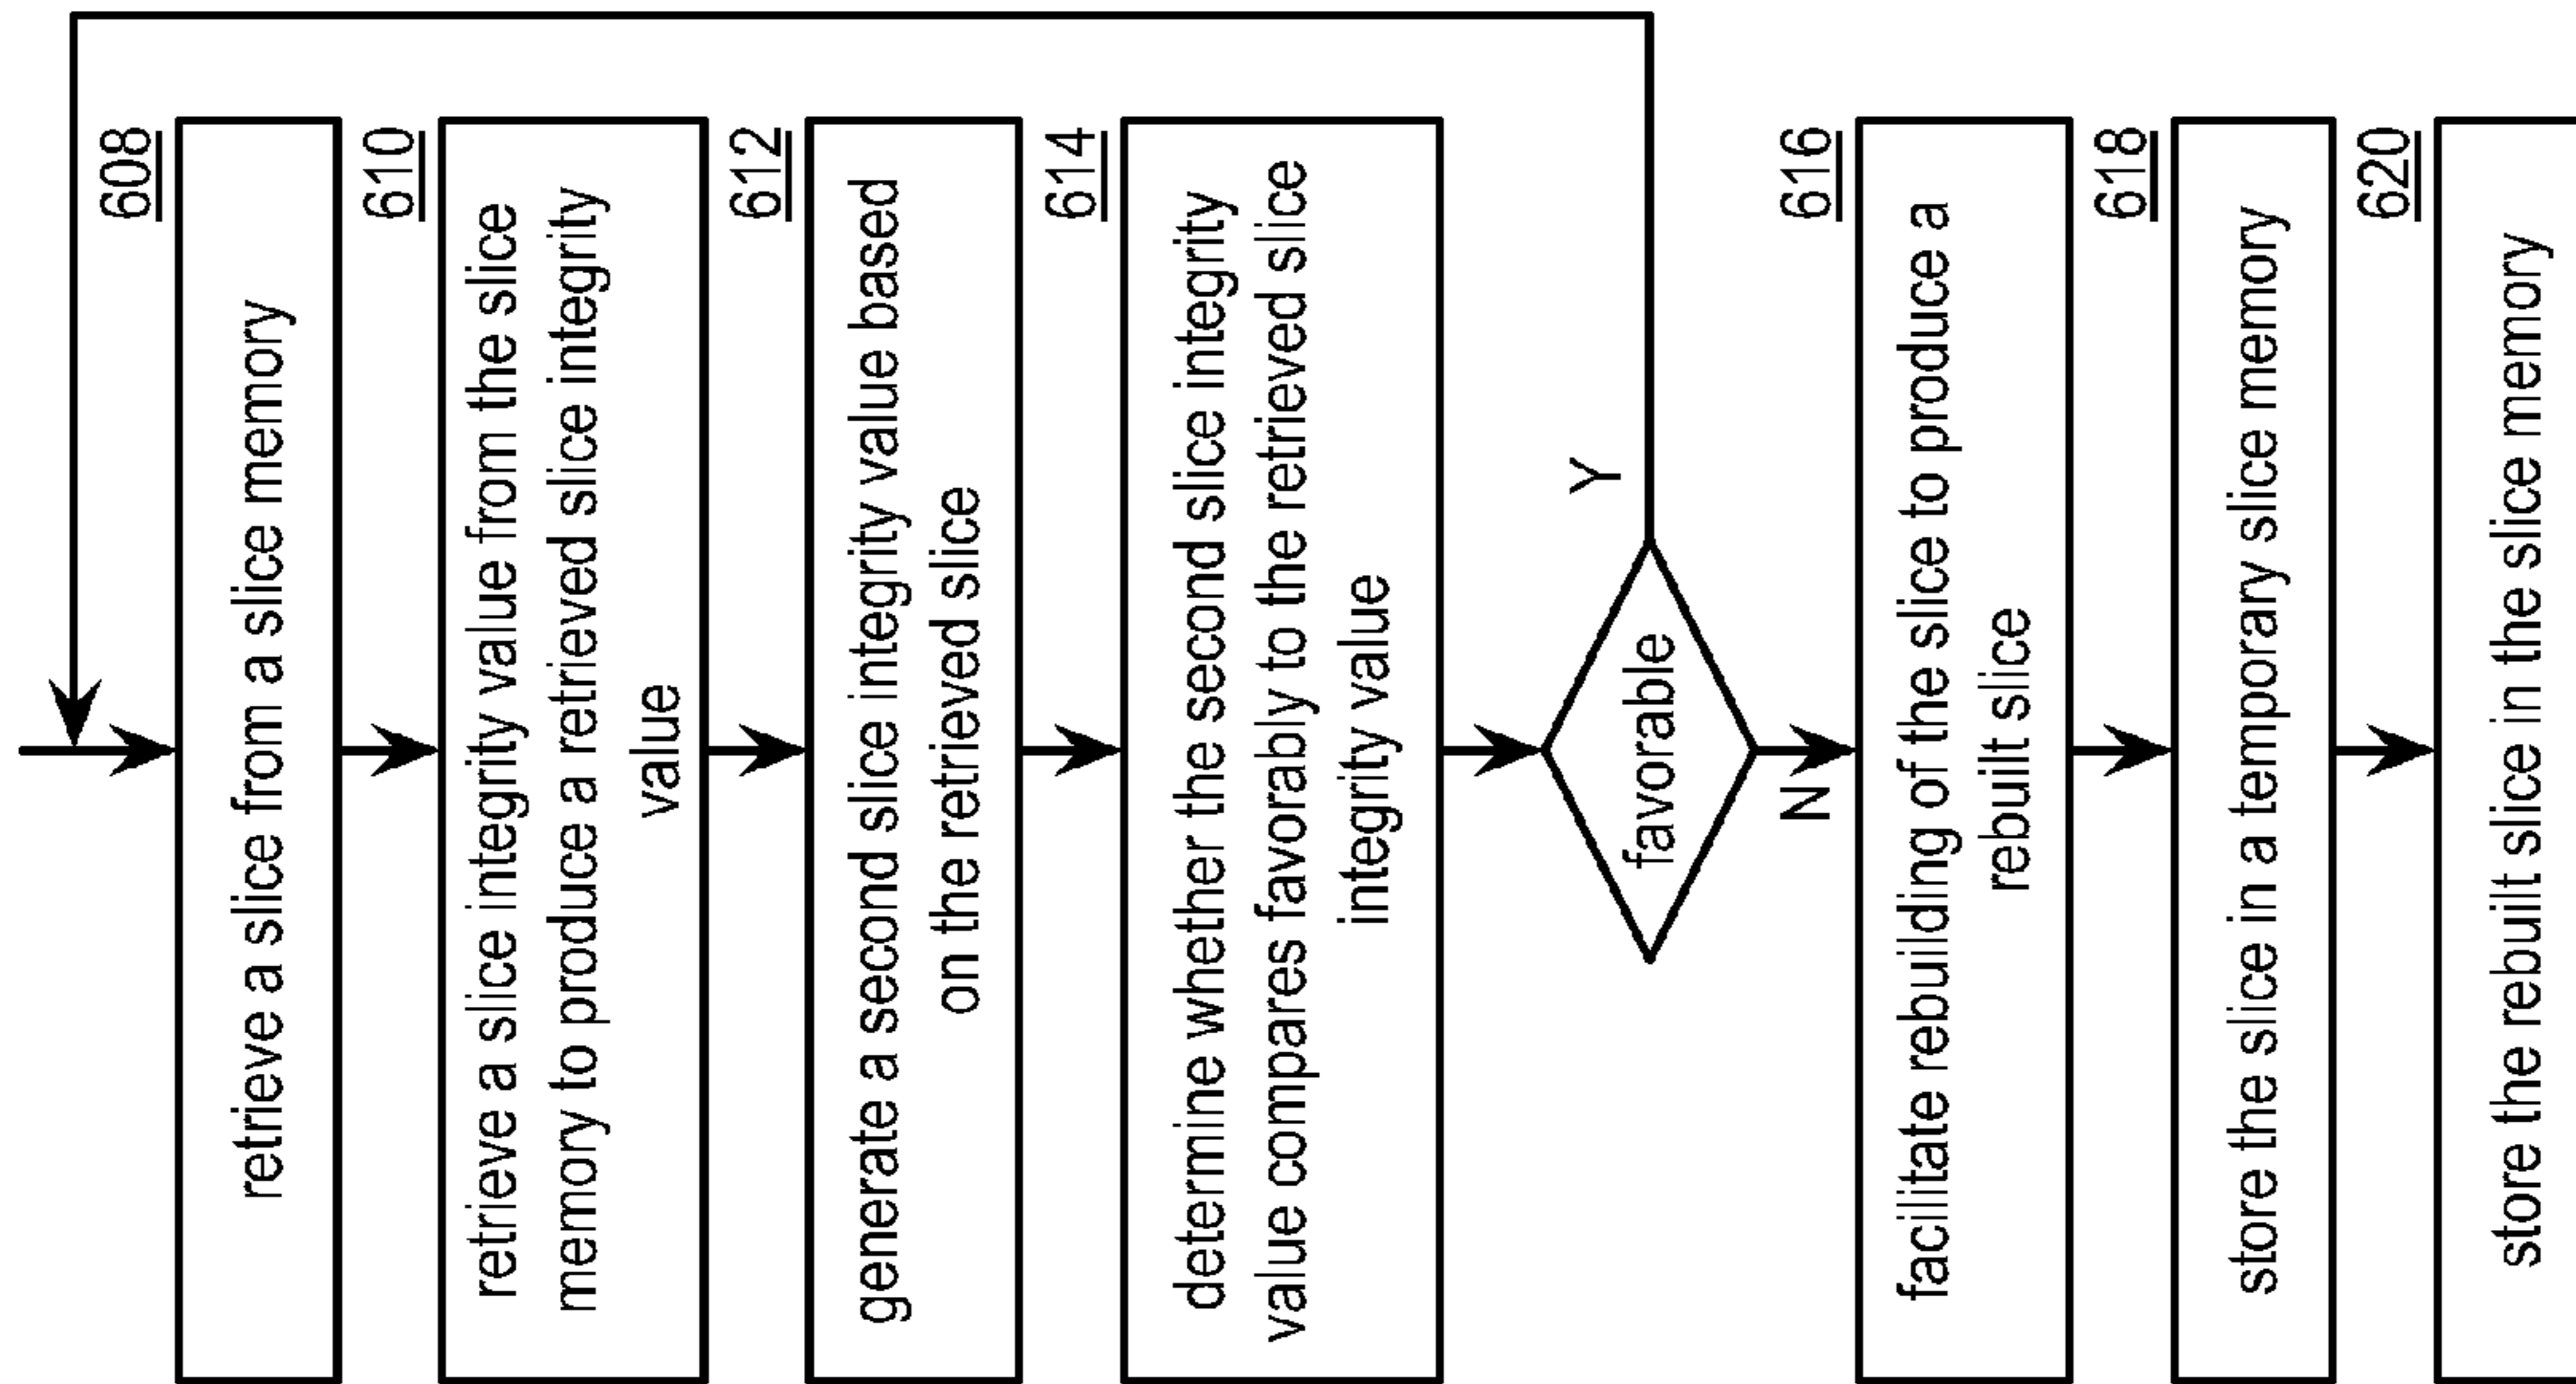 608
retrieve a slice from a slice memory
610
retrieve a slice integrity value from the slice
memory to produce a retrieved slice integrity
value
612
generate a second slice integrity value based
on the retrieved slice
614
determine whether the second slice integrity
value compares favorably to the retrieved slice
integrity value
favorable
Y
N
616
facilitate rebuilding of the slice to produce a
rebuilt slice
618
store the slice in a temporary slice memory
620
store the rebuilt slice in the slice memory